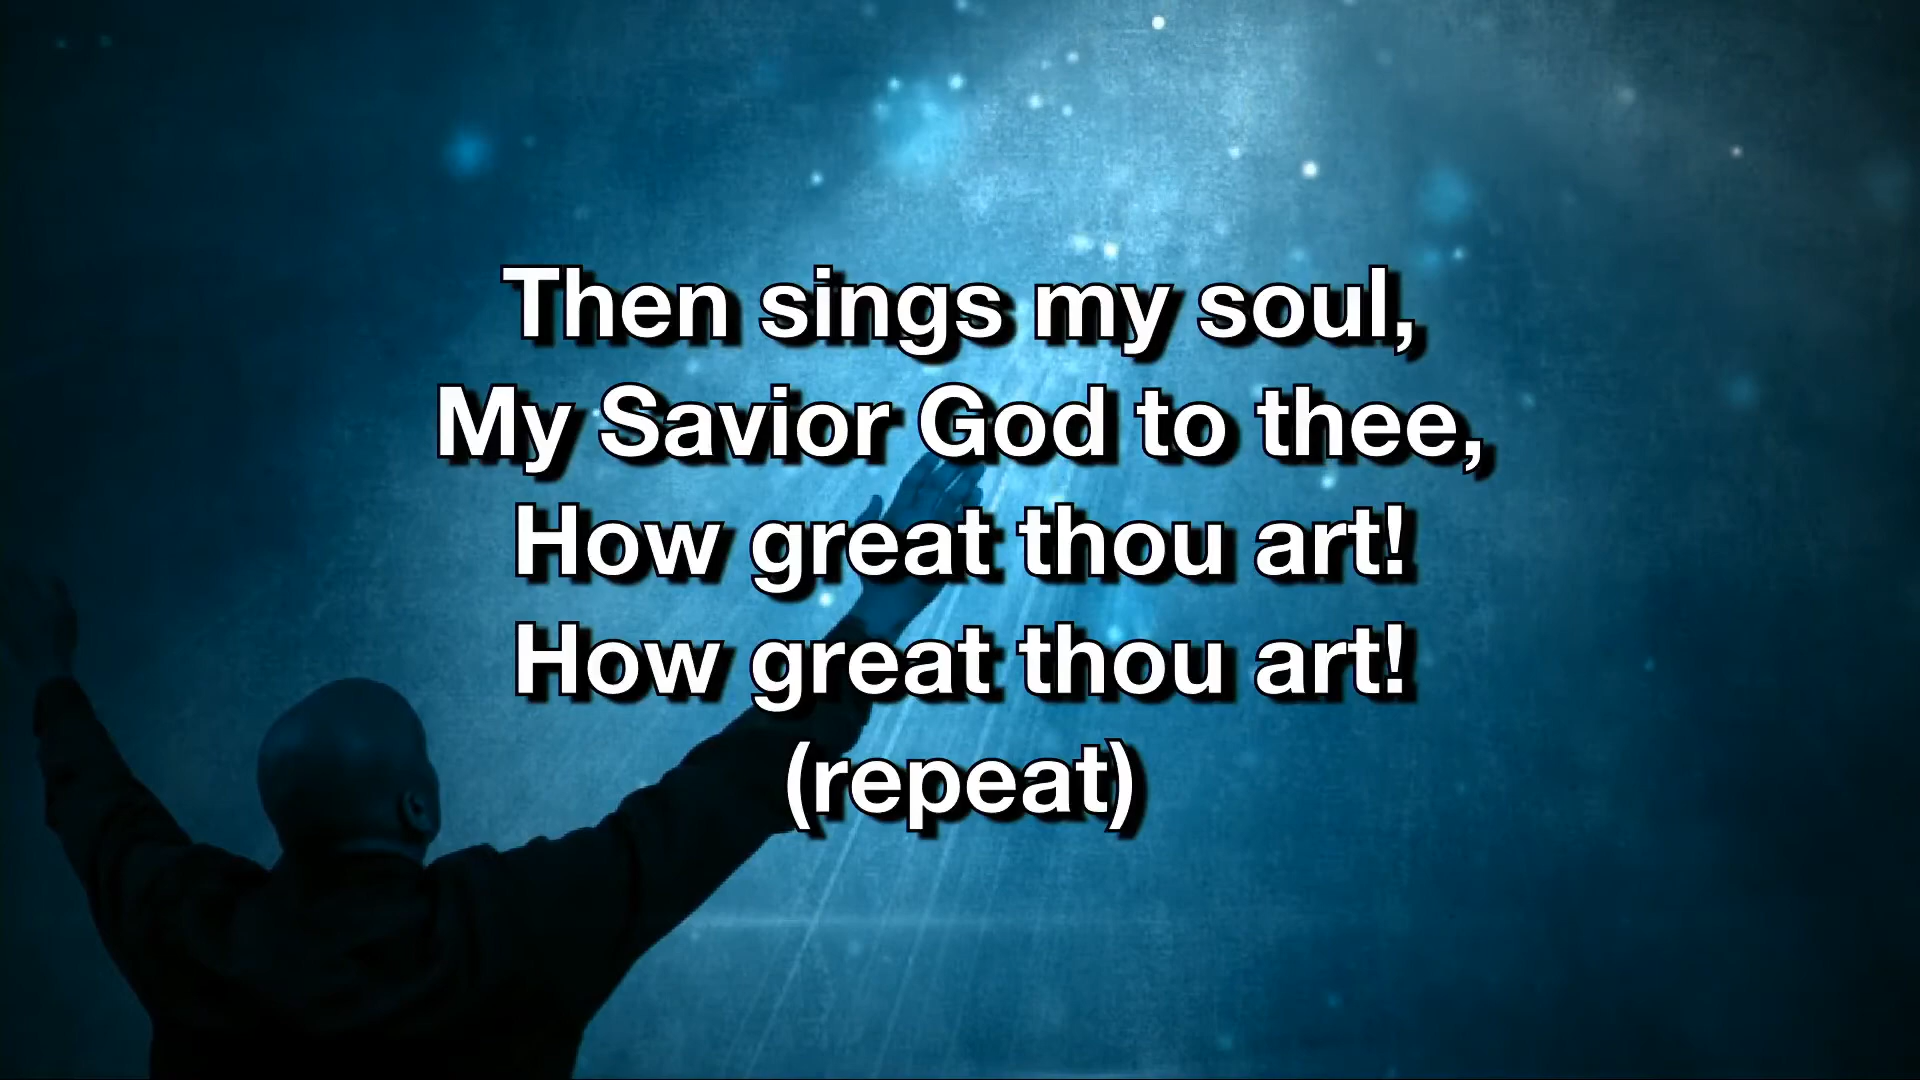 Then sings my soul,
My Savior God to thee,
How great thou art!
How great thou art!
(repeat)